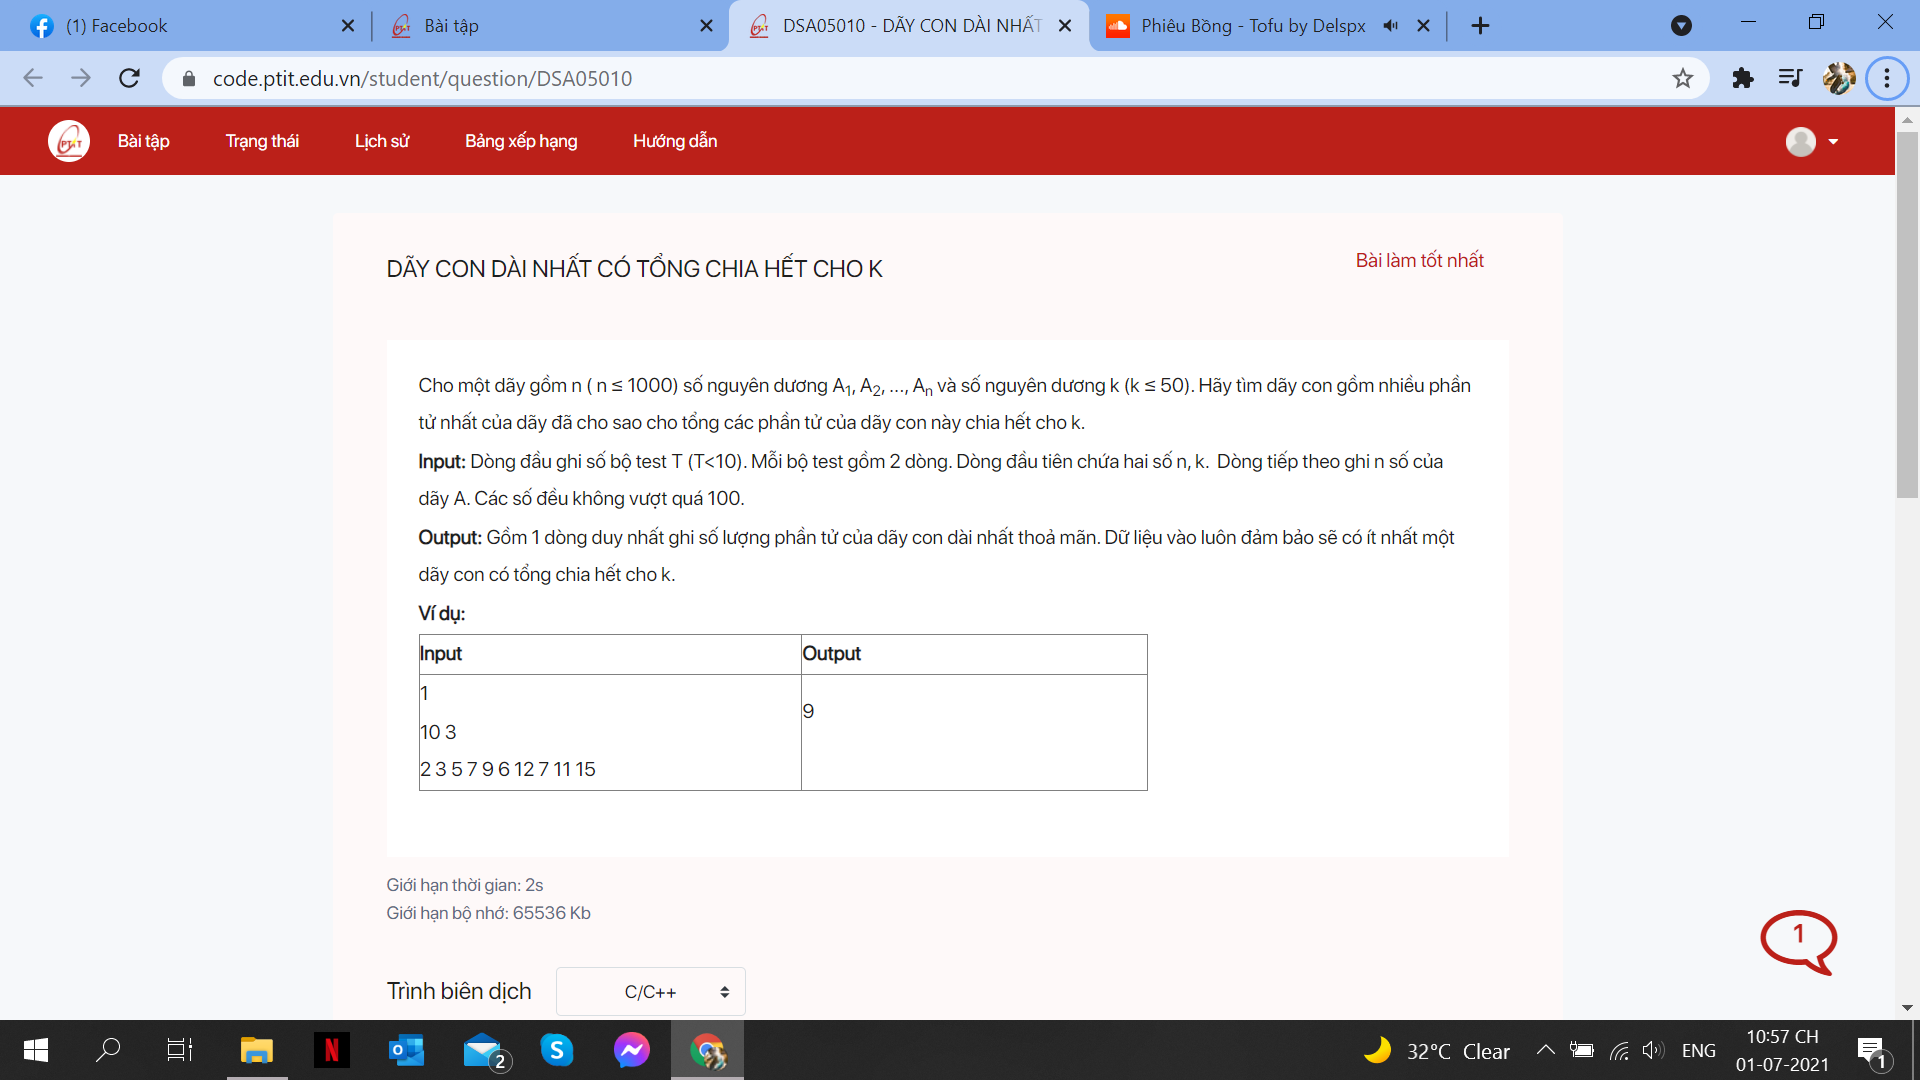 (1) Facebook
Bài tập
DSA05010 - DÃY CON DÀI NHẤT
Phiêu Bồng - Tofu by Delspx
code.ptit.edu.vn/student/question/DSA05010
PTIT
Bài tập
Trạng thái
Lịch sử
Bảng xếp hạng
Hướng dẫn
DÃY CON DÀI NHẤT CÓ TỔNG CHIA HẾT CHO K
Bài làm tốt nhất
Cho một dãy gồm n ( n ≤ 1000) số nguyên dương A₁, A₂, ..., Aₙ và số nguyên dương k (k ≤ 50). Hãy tìm dãy con gồm nhiều phần
tử nhất của dãy đã cho sao cho tổng các phần tử của dãy con này chia hết cho k.
Input: Dòng đầu ghi số bộ test T (T<10). Mỗi bộ test gồm 2 dòng. Dòng đầu tiên chứa hai số n, k. Dòng tiếp theo ghi n số của
dãy A. Các số đều không vượt quá 100.
Output: Gồm 1 dòng duy nhất ghi số lượng phần tử của dãy con dài nhất thoả mãn. Dữ liệu vào luôn đảm bảo sẽ có ít nhất một
dãy con có tổng chia hết cho k.
Ví dụ:
Input
Output
1
10 3
2 3 5 7 9 6 12 7 11 15
9
Giới hạn thời gian: 2s
Giới hạn bộ nhớ: 65536 Kb
1
Trình biên dịch
C/C++
N
2
32°C Clear
ENG
10:57 CH
01-07-2021
1